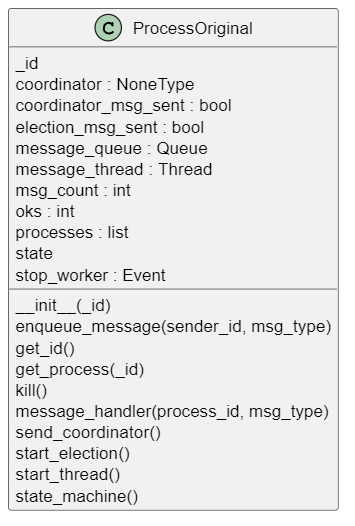 C ProcessOriginal
_id
coordinator : NoneType
coordinator_msg_sent : bool
election_msg_sent : bool
message_queue : Queue
message_thread : Thread
msg_count : int
oks : int
processes : list
state
stop_worker : Event
__init__(_id)
enqueue_message(sender_id, msg_type)
get_id()
get_process(_id)
kill()
message_handler(process_id, msg_type)
send_coordinator()
start_election()
start_thread()
state_machine()